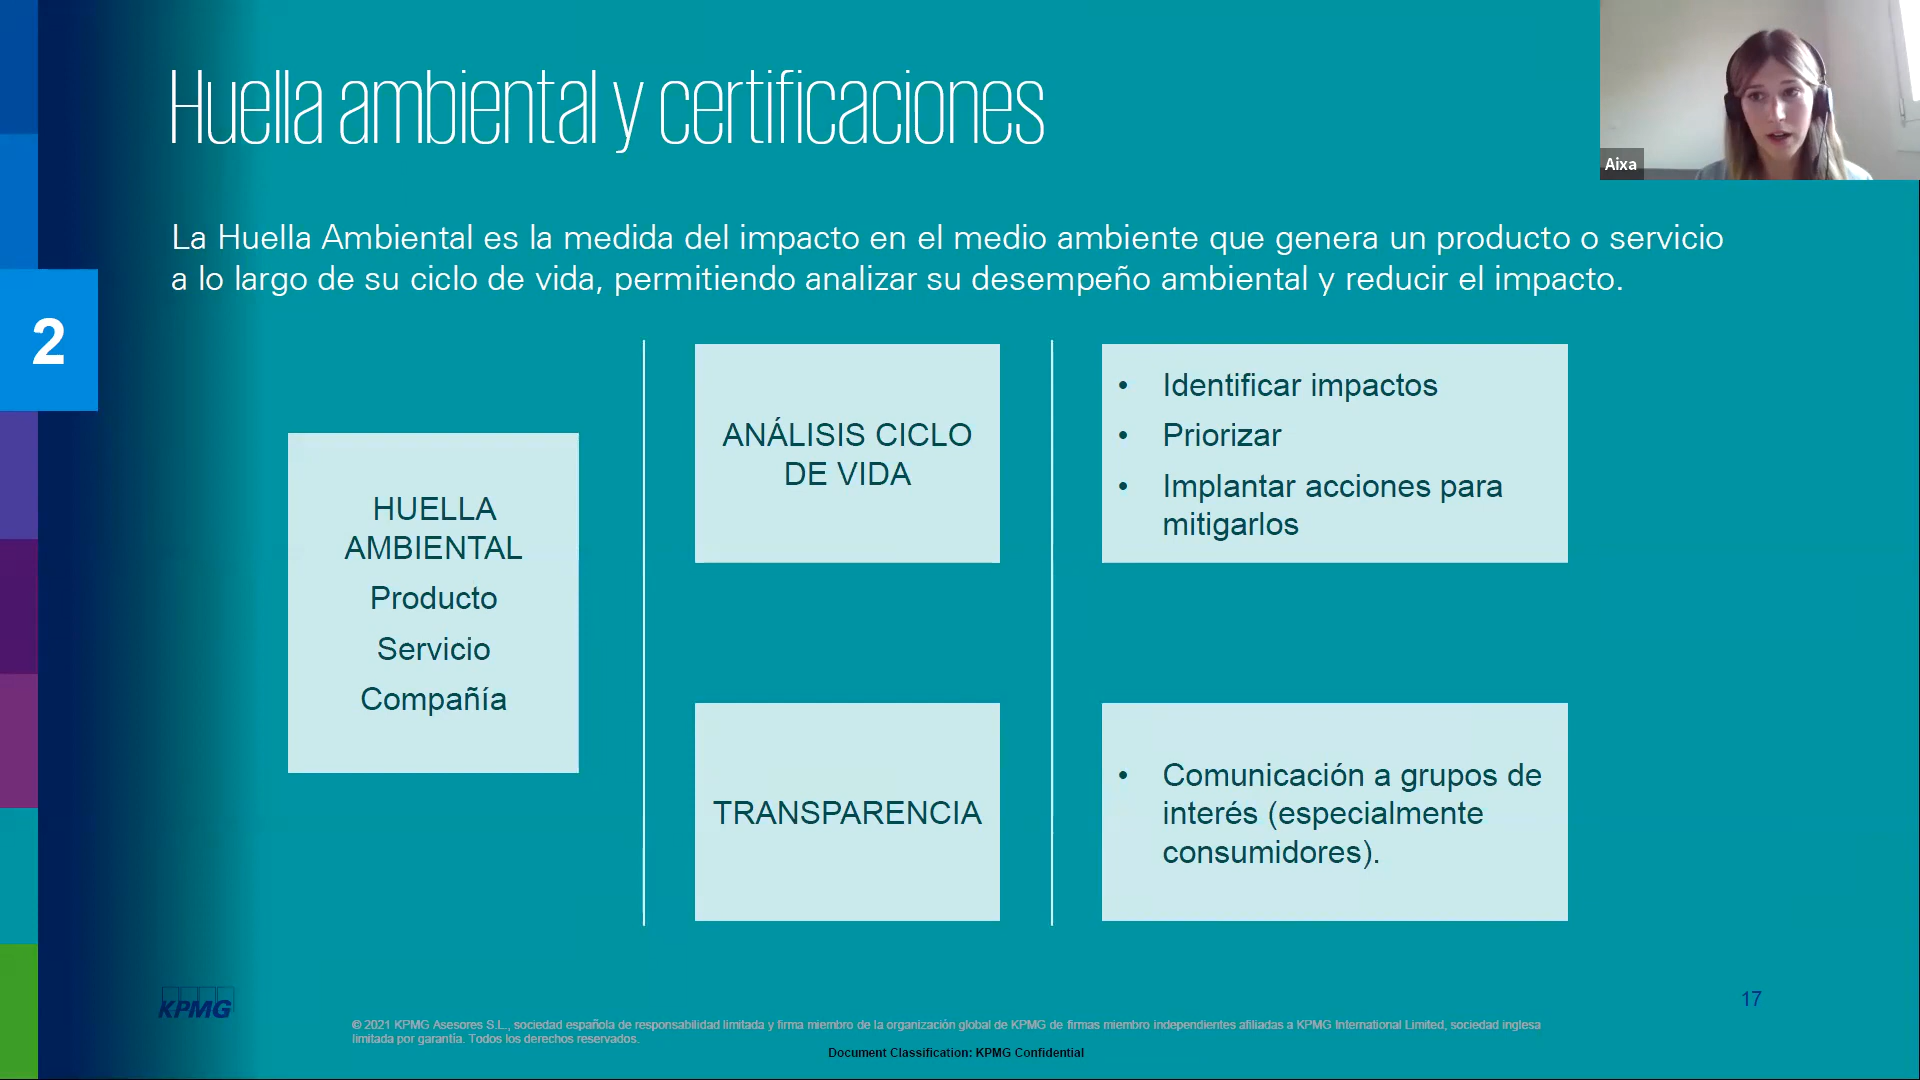 Huella ambiental y certificaciones
Aixa
La Huella Ambiental es la medida del impacto en el medio ambiente que genera un producto o servicio
a lo largo de su ciclo de vida, permitiendo analizar su desempeño ambiental y reducir el impacto.
2
HUELLA
AMBIENTAL
Producto
Servicio
Compañía
ANÁLISIS CICLO
DE VIDA
• Identificar impactos
• Priorizar
• Implantar acciones para
mitigarlos
TRANSPARENCIA
• Comunicación a grupos de
interés (especialmente
consumidores).
KPMG
17
© 2021 KPMG Asesores S.L., sociedad española de responsabilidad limitada y firma miembro de la organización global de KPMG de firmas miembro independientes afiliadas a KPMG International Limited, sociedad inglesa
limitada por garantía. Todos los derechos reservados.
Document Classification: KPMG Confidential